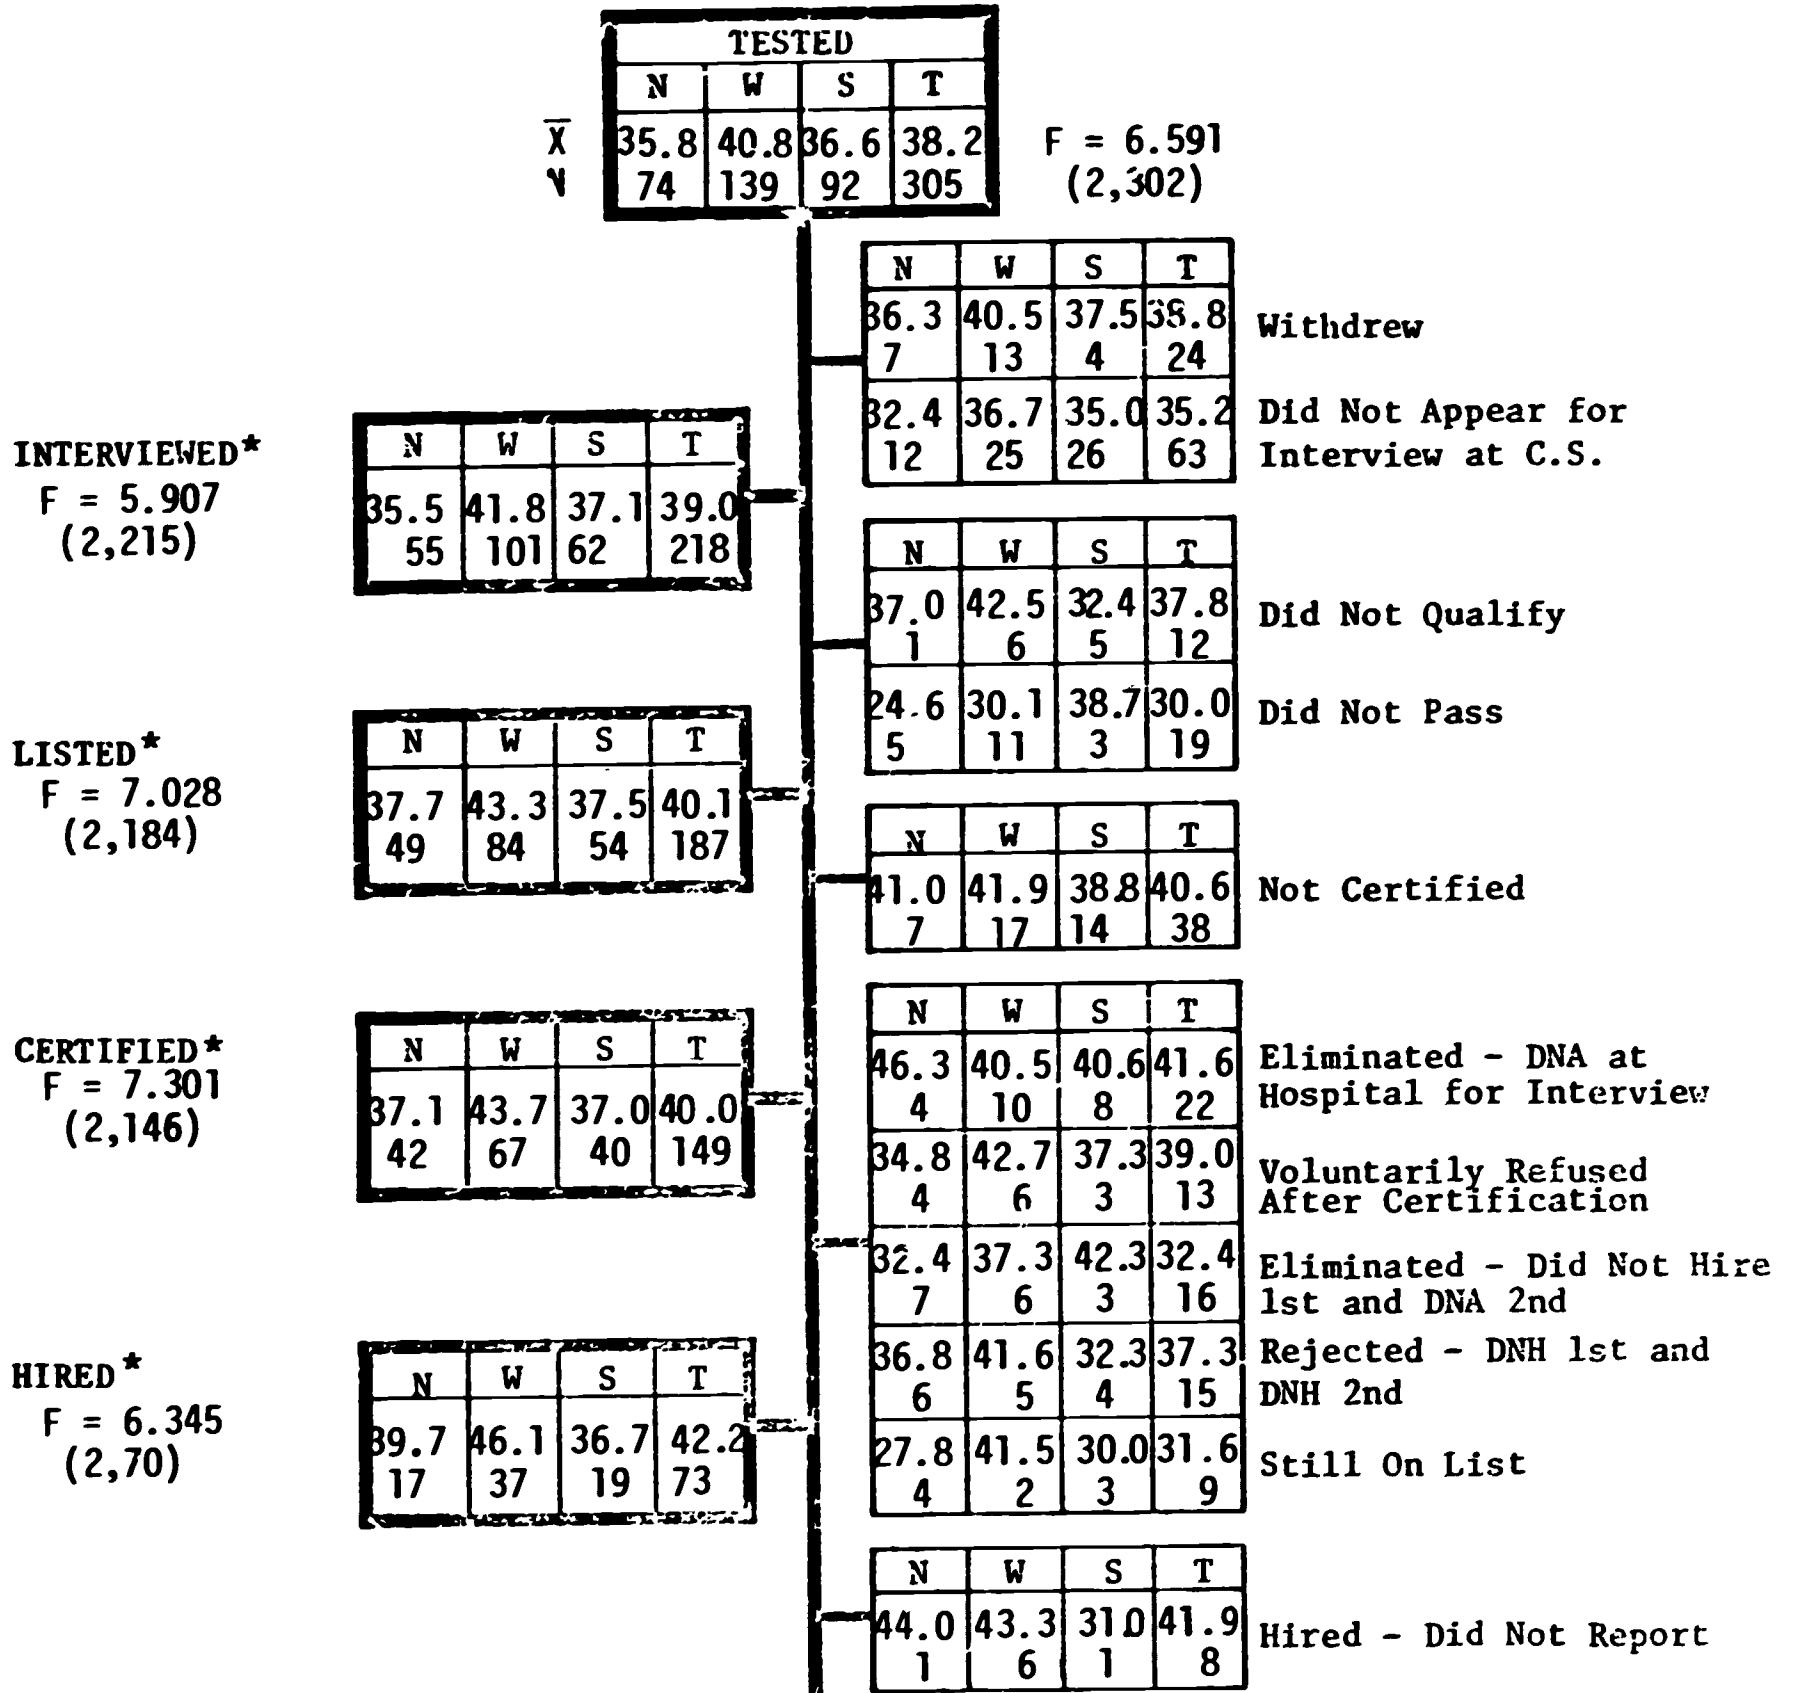 TESTED
N W S T
X̄ 35.8 40.8 36.6 38.2 F = 6.591
N 74 139 92 305 (2,302)
N W S T
36.3 40.5 37.5 38.8 Withdrew
7 13 4 24
32.4 36.7 35.0 35.2 Did Not Appear for
12 25 26 63 Interview at C.S.
INTERVIEWED* N W S T
F = 5.907 35.5 41.8 37.1 39.0
(2,215) 55 101 62 218
N W S T
37.0 42.5 32.4 37.8 Did Not Qualify
1 6 5 12
24.6 30.1 38.7 30.0 Did Not Pass
5 11 3 19
LISTED* N W S T
F = 7.028 37.7 43.3 37.5 40.1
(2,184) 49 84 54 187
N W S T
41.0 41.9 38.8 40.6 Not Certified
7 17 14 38
CERTIFIED* N W S T
F = 7.301 37.1 43.7 37.0 40.0
(2,146) 42 67 40 149
N W S T
46.3 40.5 40.6 41.6 Eliminated - DNA at
4 10 8 22 Hospital for Interview
34.8 42.7 37.3 39.0 Voluntarily Refused
4 6 3 13 After Certification
32.4 37.3 42.3 32.4 Eliminated - Did Not Hire
7 6 3 16 1st and DNA 2nd
36.8 41.6 32.3 37.3 Rejected - DNH 1st and
6 5 4 15 DNH 2nd
27.8 41.5 30.0 31.6 Still On List
4 2 3 9
HIRED* N W S T
F = 6.345 39.7 46.1 36.7 42.2
(2,70) 17 37 19 73
N W S T
44.0 43.3 31.0 41.9 Hired - Did Not Report
1 6 1 8